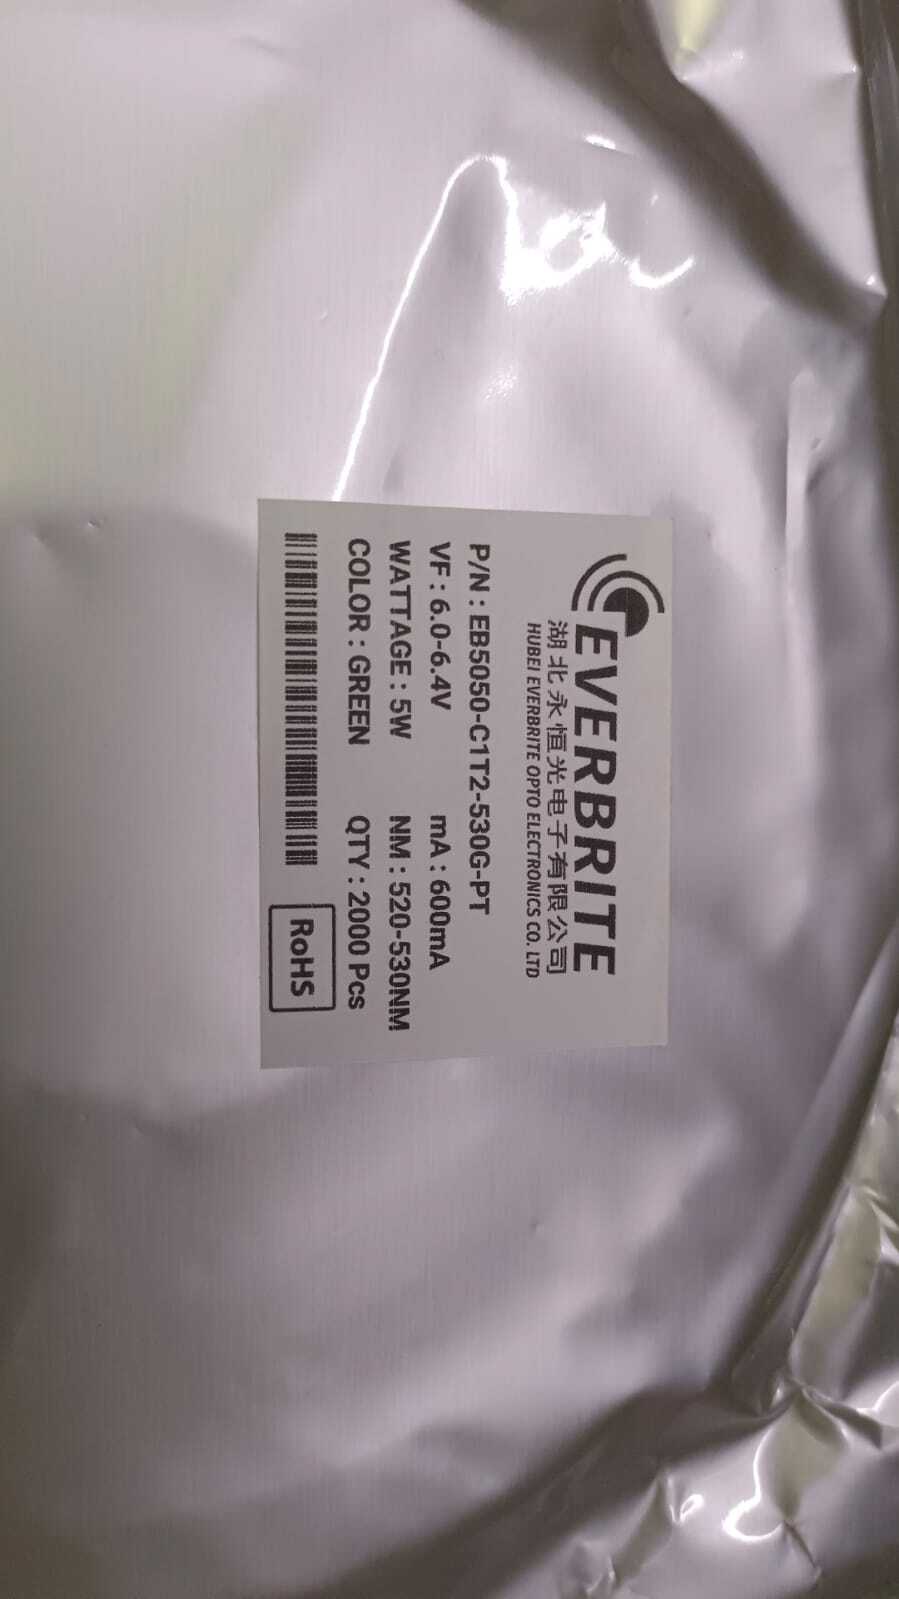 EVERBRITE
湖北永恒光电子有限公司
HUBEI EVERBRITE OPTO ELECTRONICS CO. LTD
P/N : EB5050-C1T2-530G-PT
VF : 6.0-6.4V mA : 600mA
WATTAGE : 5W NM : 520-530NM
COLOR : GREEN QTY : 2000 Pcs
RoHS